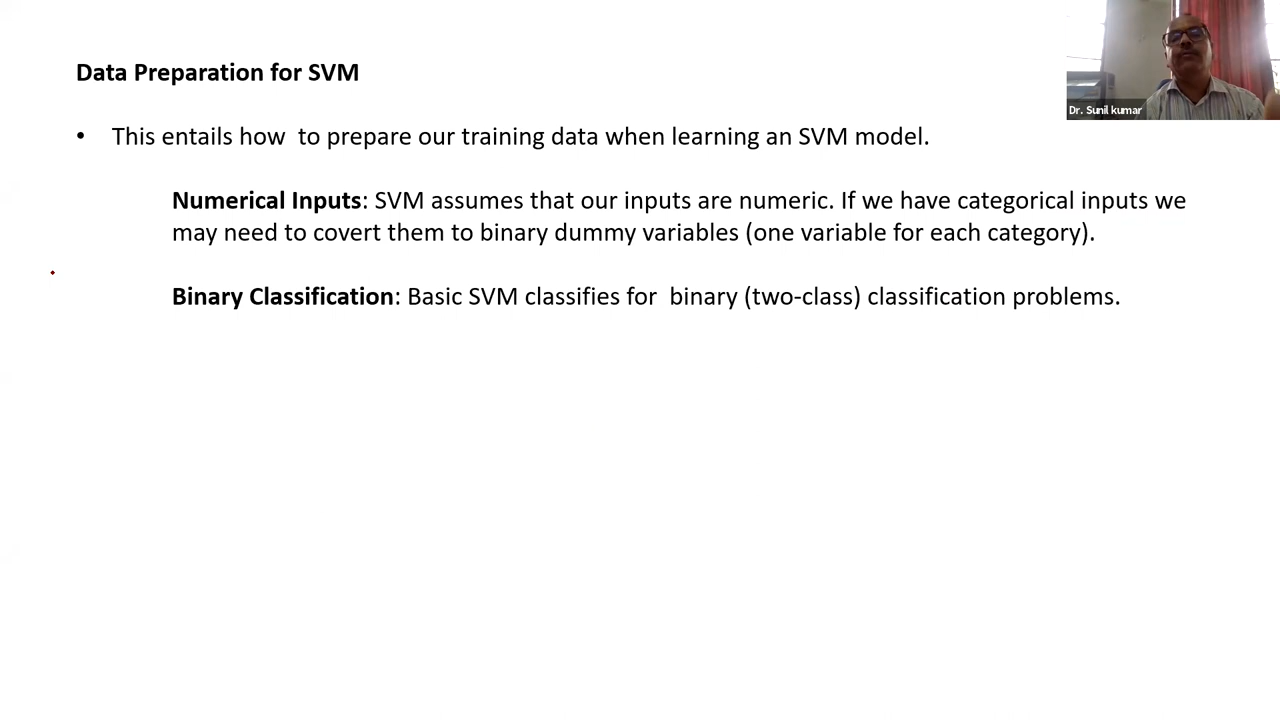 Data Preparation for SVM
Dr. Sunil kumar
• This entails how  to prepare our training data when learning an SVM model.
Numerical Inputs: SVM assumes that our inputs are numeric. If we have categorical inputs we
may need to covert them to binary dummy variables (one variable for each category).
Binary Classification: Basic SVM classifies for  binary (two-class) classification problems.